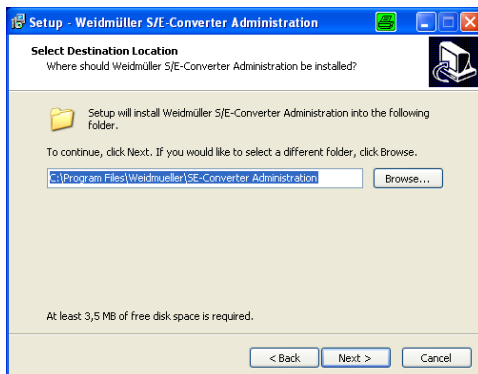 Setup - Weidmüller S/E-Converter Administration
Select Destination Location
Where should Weidmüller S/E-Converter Administration be installed?
Setup will install Weidmüller S/E-Converter Administration into the following
folder.
To continue, click Next. If you would like to select a different folder, click Browse.
C:\Program Files\Weidmueller\SE-Converter Administration
Browse...
At least 3,5 MB of free disk space is required.
< Back
Next >
Cancel